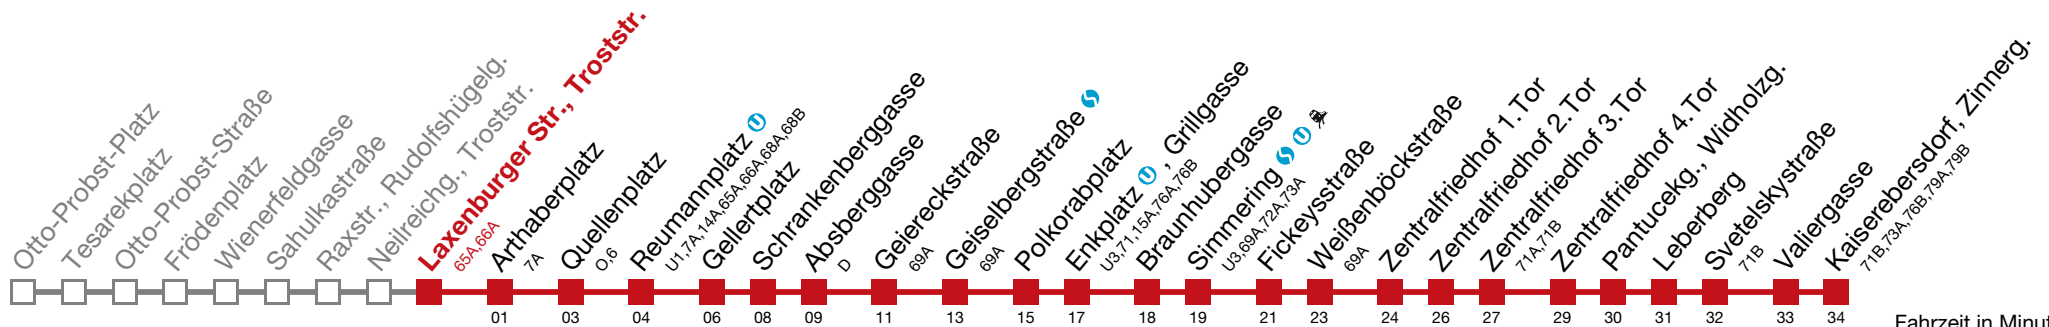 Otto-Probst-Platz
Tesarekplatz
Otto-Probst-Straße
Frödenplatz
Wienerfeldgasse
Sahulkastraße
Raxstr., Rudolfshügelg.
Neilreichg., Troststr.
Laxenburger Str., Troststr.
65A,66A
Arthaberplatz
7A
01
Quellenplatz
O,6
03
Reumannplatz U
U1,7A,14A,65A,66A,68A,68B
04
Gellertplatz
06
Schrankenberggasse
08
Absberggasse
D
09
Geiereckstraße
69A
11
Geiselbergstraße S
69A
13
Polkorabplatz
15
Enkplatz U , Grillgasse
U3,71,15A,76A,76B
17
Braunhubergasse
18
Simmering S U
U3,69A,72A,73A
19
Fickeysstraße
21
Weißenböckstraße
69A
23
Zentralfriedhof 1.Tor
24
Zentralfriedhof 2.Tor
26
Zentralfriedhof 3.Tor
71A,71B
27
Zentralfriedhof 4.Tor
29
Pantucekg., Widholzg.
30
Leberberg
31
Svetelskystraße
71B
32
Valiergasse
33
Kaiserebersdorf, Zinnerg.
71B,73A,76B,79A,79B
34
Fahrzeit in Minut